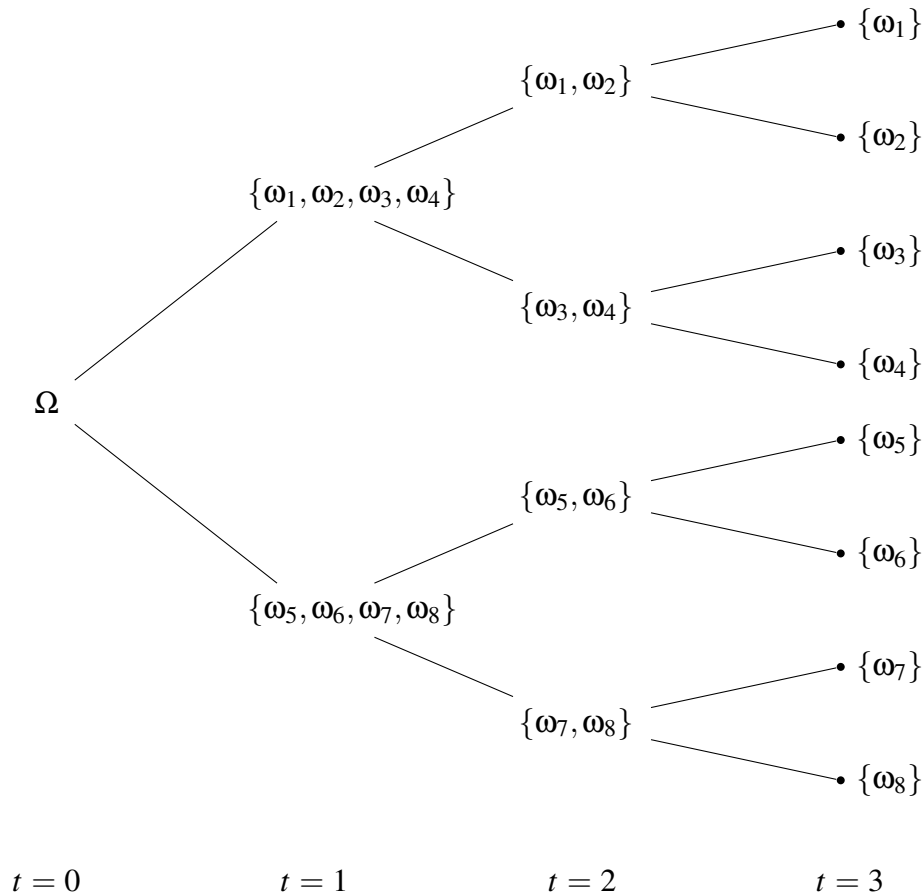 {ω₁}
{ω₁, ω₂}
{ω₂}
{ω₁, ω₂, ω₃, ω₄}
{ω₃}
{ω₃, ω₄}
{ω₄}
Ω
{ω₅}
{ω₅, ω₆}
{ω₆}
{ω₅, ω₆, ω₇, ω₈}
{ω₇}
{ω₇, ω₈}
{ω₈}
t = 0 t = 1 t = 2 t = 3